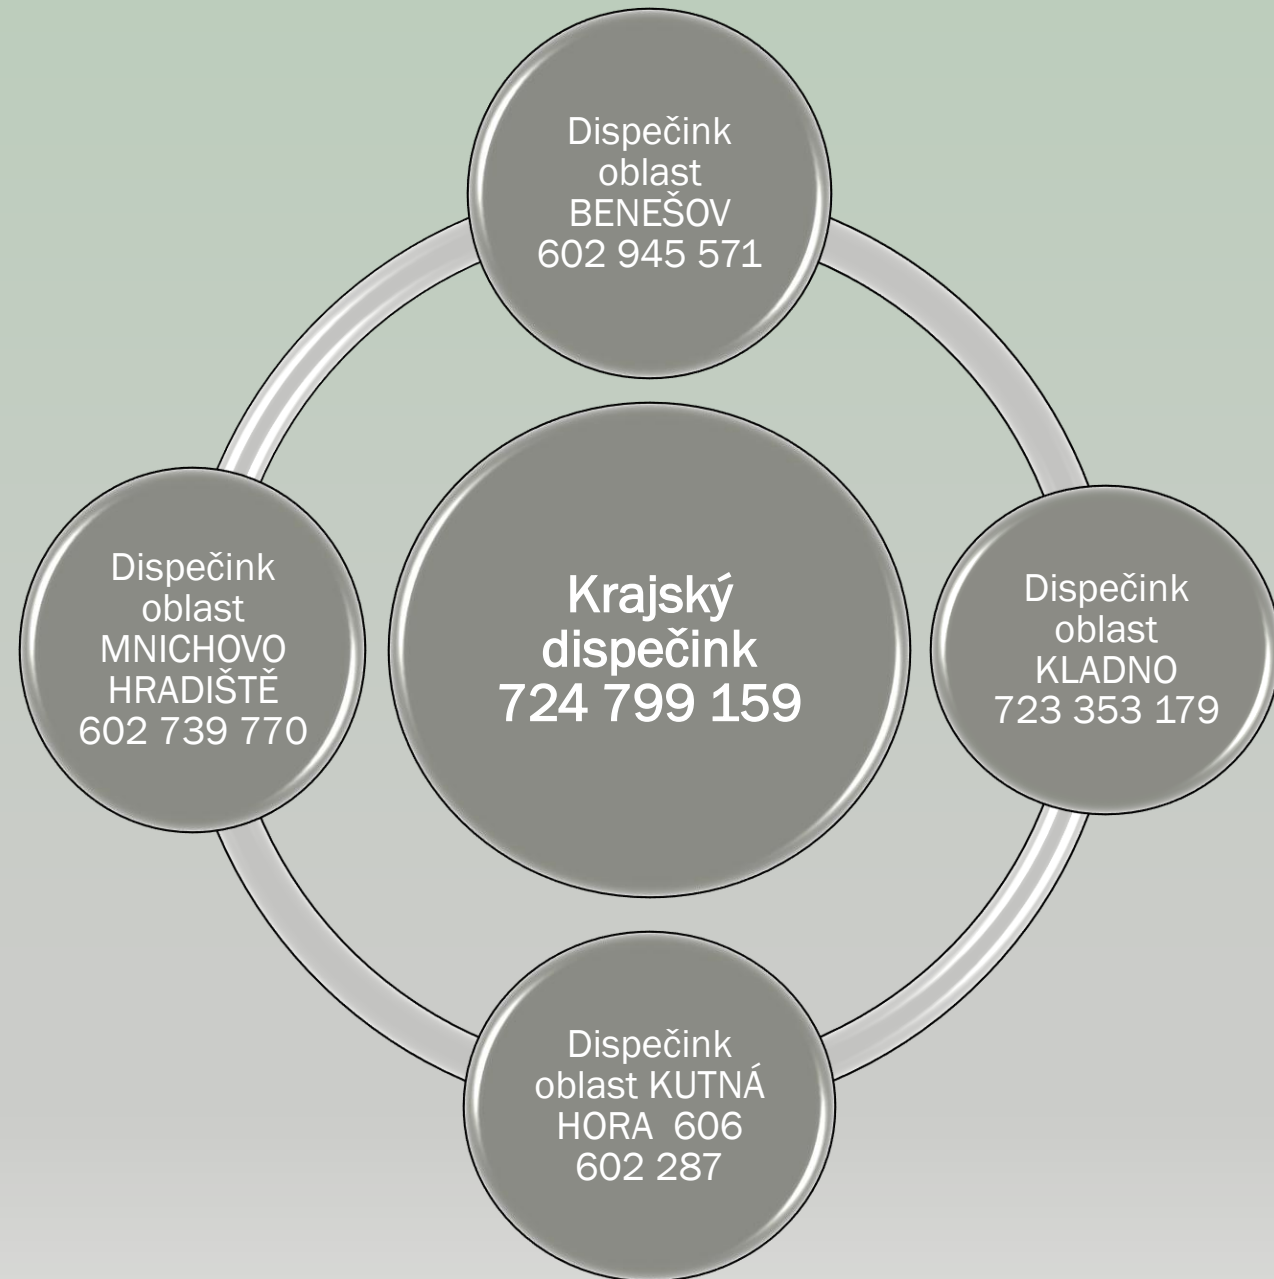 Dispečink
oblast
BENEŠOV
602 945 571
Dispečink
oblast
MNICHOVO
HRADIŠTĚ
602 739 770
Krajský
dispečink
724 799 159
Dispečink
oblast
KLADNO
723 353 179
Dispečink
oblast KUTNÁ
HORA  606
602 287